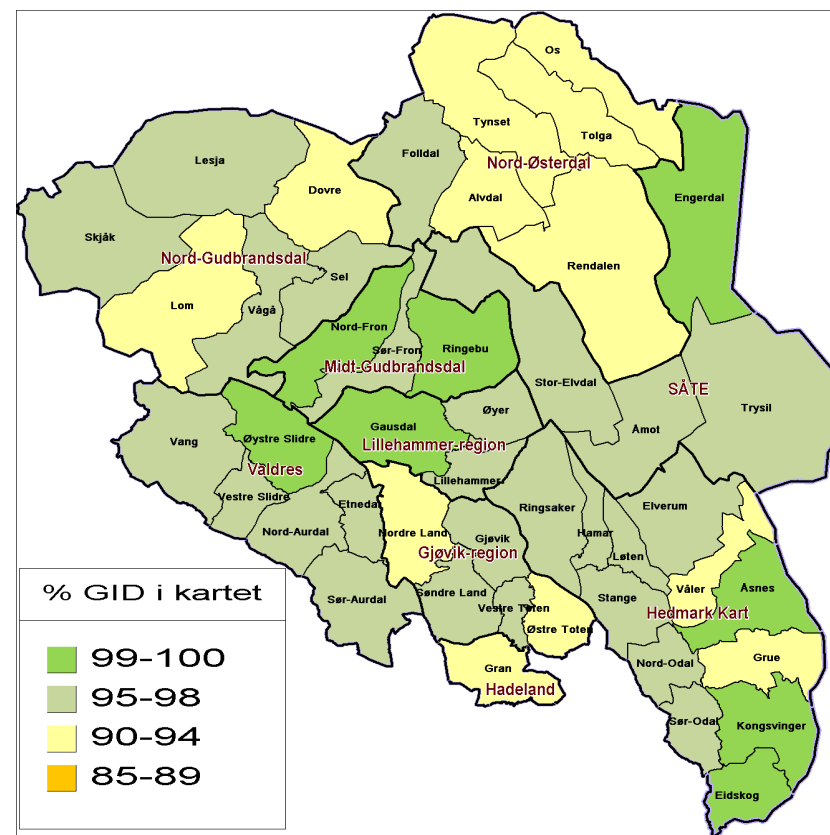 Os
Tynset
Tolga
Folldal
Lesja
Nord-Østerdal
Dovre
Alvdal
Engerdal
Skjåk
Nord-Gudbrandsdal
Rendalen
Sel
Lom
Vågå
Nord-Fron
Sør-Fron
Ringebu
Midt-Gudbrandsdal
Stor-Elvdal
SÅTE
Trysil
Øyer
Gausdal
Åmot
Vang
Øystre Slidre
Lillehammer-region
Valdres
Lillehammer
Elverum
Vestre Slidre
Etnedal
Ringsaker
Nord-Aurdal
Nordre Land
Gjøvik
Hamar
Gjøvik-region
Løten
Våler
Åsnes
Sør-Aurdal
Søndre Land
Stange
Vestre Toten
Hedmark Kart
Østre Toten
Grue
Nord-Odal
Gran
Hadeland
Sør-Odal
Kongsvinger
Eidskog
% GID i kartet
99-100
95-98
90-94
85-89